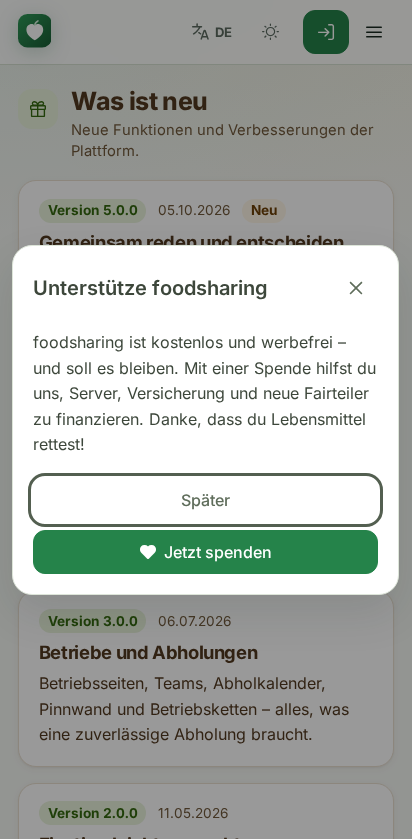 DE
Was ist neu
Neue Funktionen und Verbesserungen der
Plattform.
Version 5.0.0 05.10.2026 Neu
Gemeinsam reden und entscheiden
Unterstütze foodsharing
foodsharing ist kostenlos und werbefrei –
und soll es bleiben. Mit einer Spende hilfst du
uns, Server, Versicherung und neue Fairteiler
zu finanzieren. Danke, dass du Lebensmittel
rettest!
Später
Jetzt spenden
Version 3.0.0 06.07.2026
Betriebe und Abholungen
Betriebsseiten, Teams, Abholkalender,
Pinnwand und Betriebsketten – alles, was
eine zuverlässige Abholung braucht.
Version 2.0.0 11.05.2026